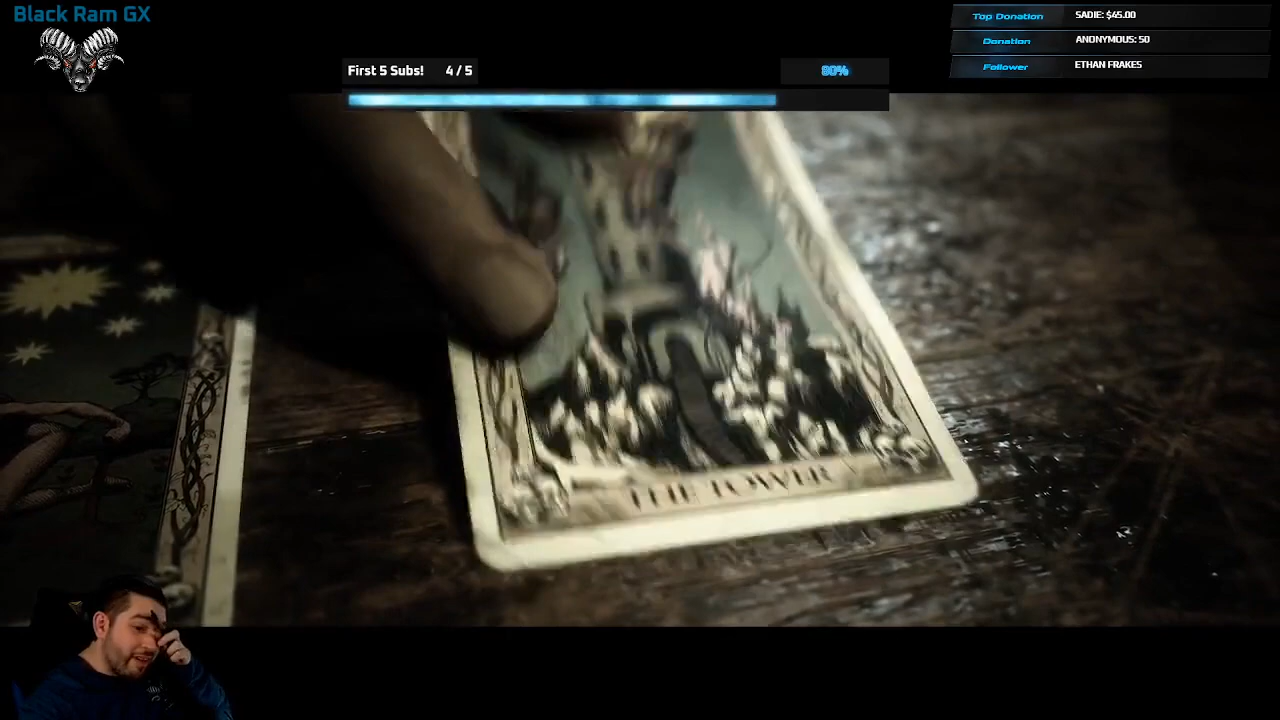 Black Ram GX
Top Donation SADIE: $45.00
Donation ANONYMOUS: 50
Follower ETHAN FRAKES
First 5 Subs! 4 / 5 80%
THE TOWER